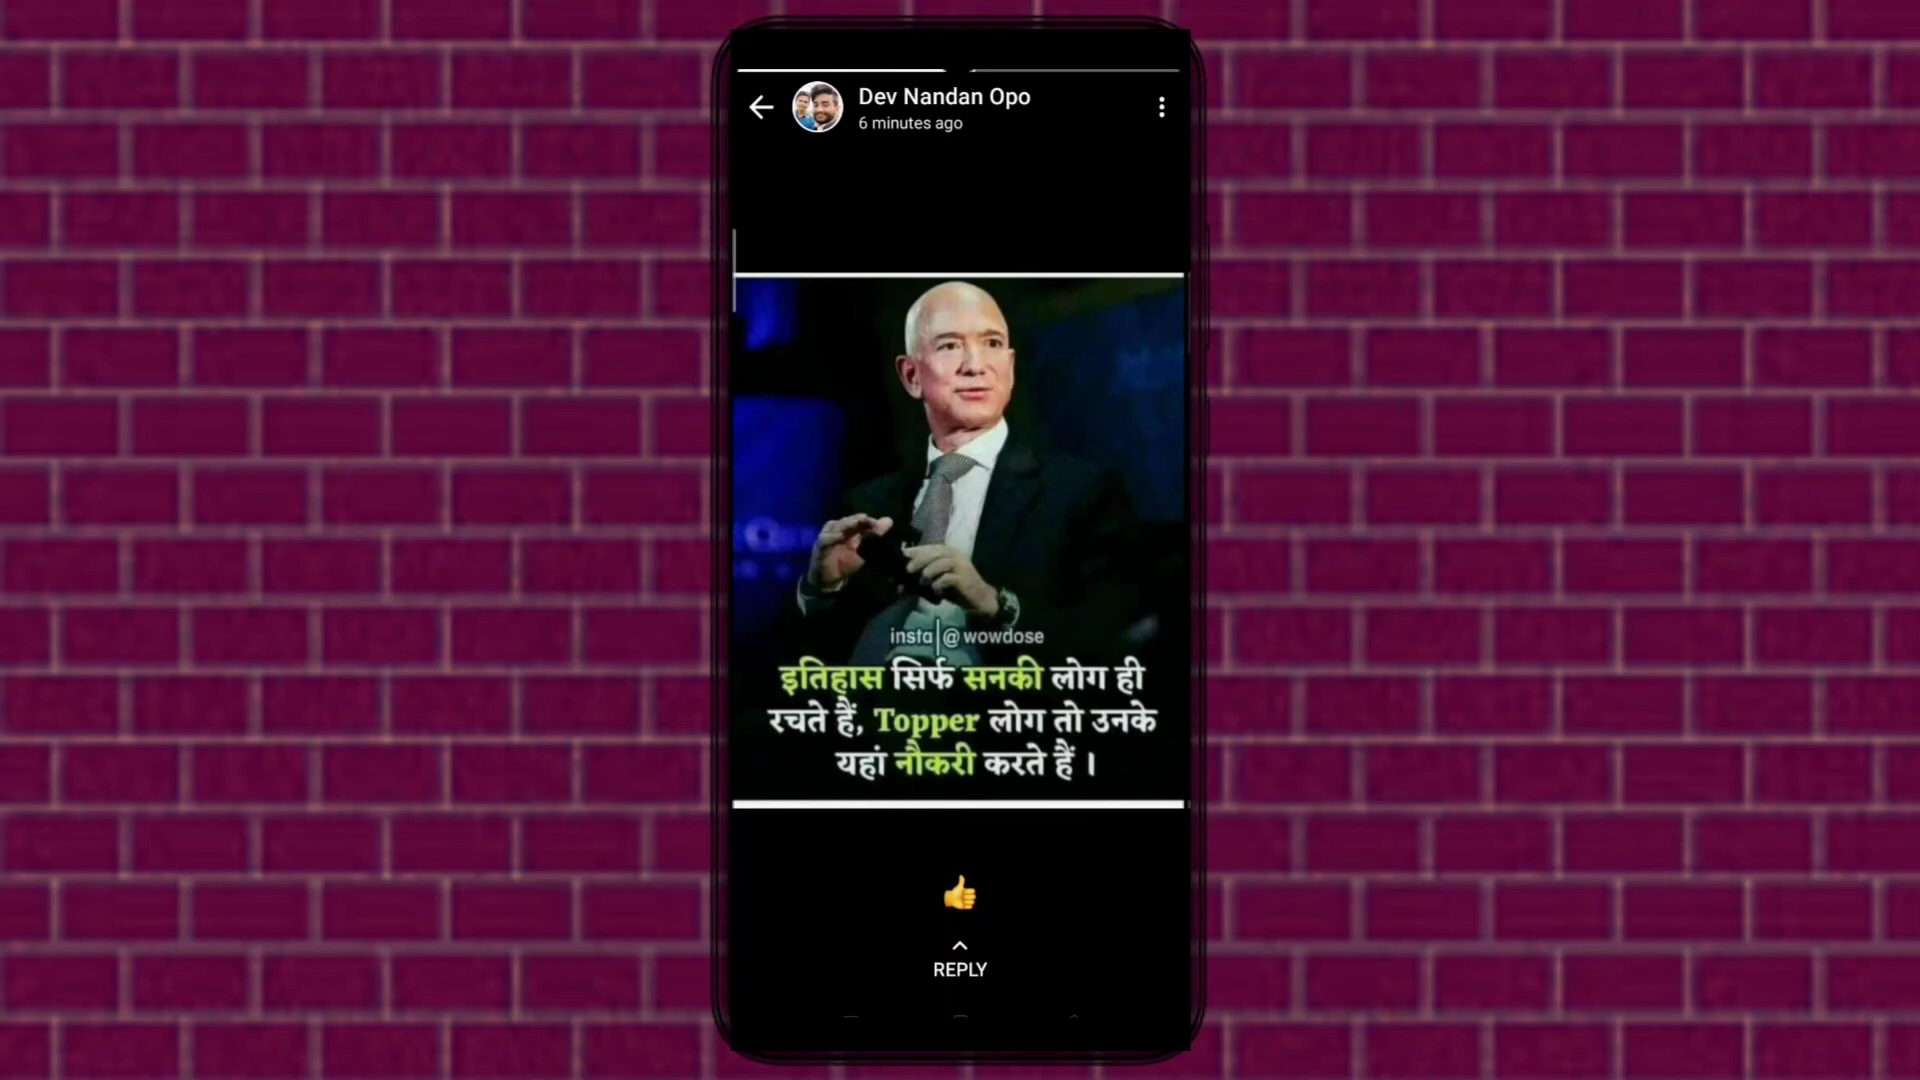 Dev Nandan Opo
6 minutes ago
insta|@wowdose
इतिहास सिर्फ सनकी लोग ही
रचते हैं, Topper लोग तो उनके
यहां नौकरी करते हैं ।
REPLY